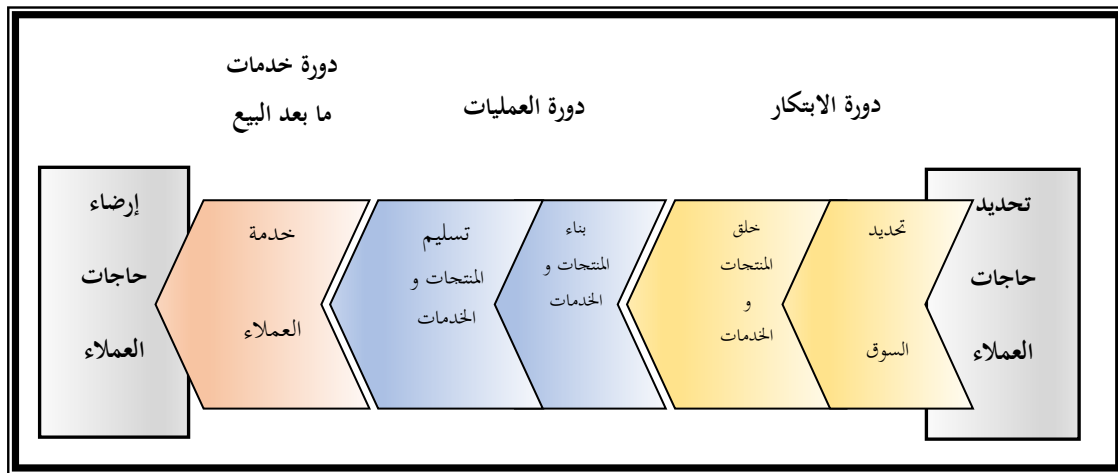 دورة الابتكار
دورة العمليات
دورة خدمات
ما بعد البيع
تحديد
حاجات
العملاء
تحديد
السوق
خلق
المنتجات
و
الخدمات
بناء
المنتجات و
الخدمات
تسليم
المنتجات و
الخدمات
خدمة
العملاء
إرضاء
حاجات
العملاء